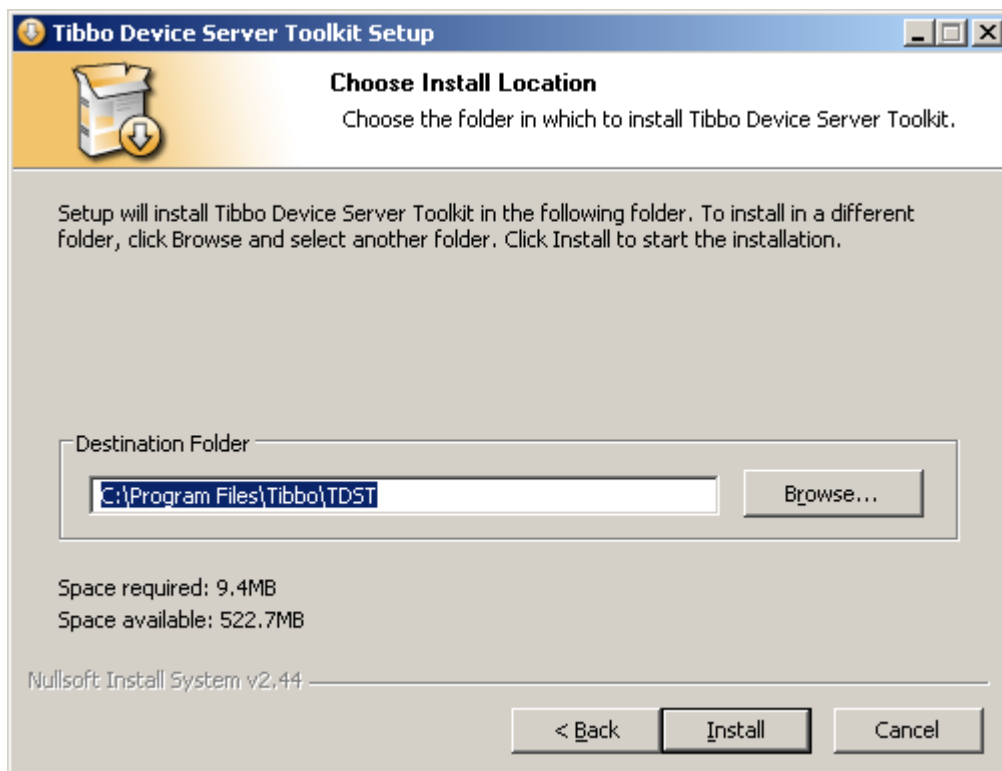 Tibbo Device Server Toolkit Setup
Choose Install Location
Choose the folder in which to install Tibbo Device Server Toolkit.
Setup will install Tibbo Device Server Toolkit in the following folder. To install in a different
folder, click Browse and select another folder. Click Install to start the installation.
Destination Folder
C:\Program Files\Tibbo\TDST
Browse...
Space required: 9.4MB
Space available: 522.7MB
Nullsoft Install System v2.44
< Back
Install
Cancel